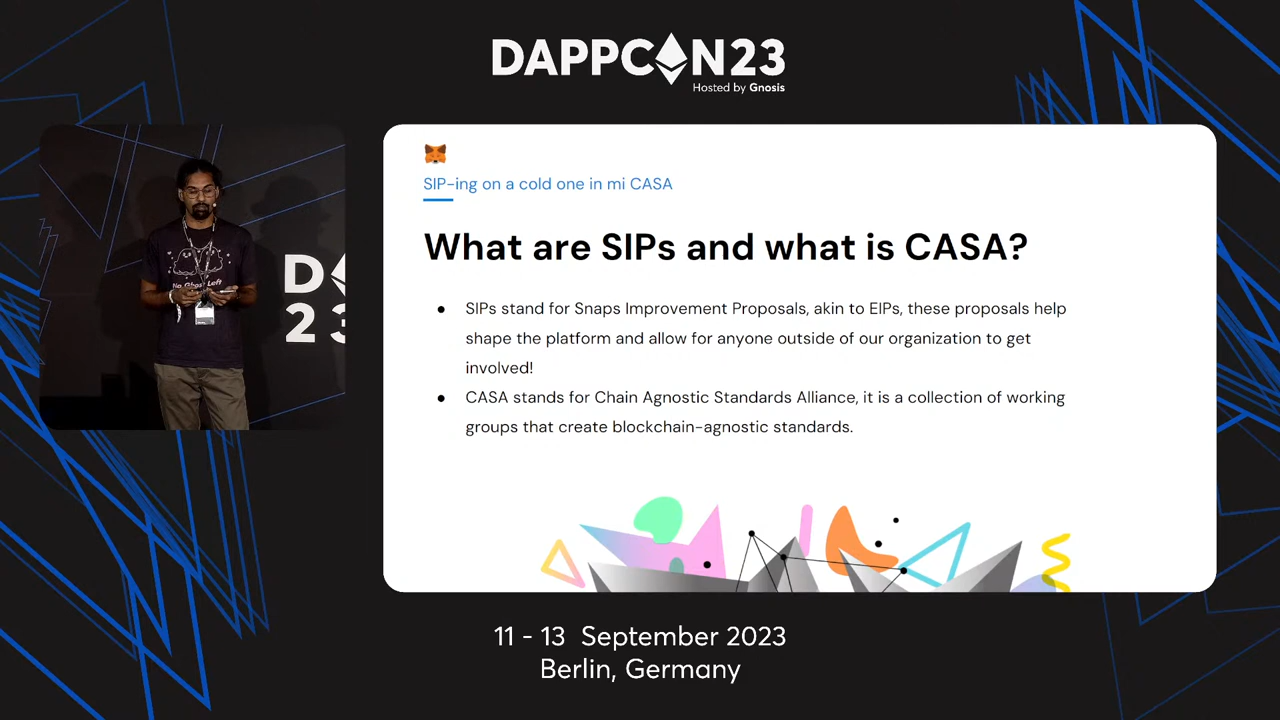 DAPPCON23
Hosted by Gnosis
SIP-ing on a cold one in mi CASA
What are SIPs and what is CASA?
● SIPs stand for Snaps Improvement Proposals, akin to EIPs, these proposals help
shape the platform and allow for anyone outside of our organization to get
involved!
● CASA stands for Chain Agnostic Standards Alliance, it is a collection of working
groups that create blockchain-agnostic standards.
No Ghost Left
D
23
11 - 13 September 2023
Berlin, Germany